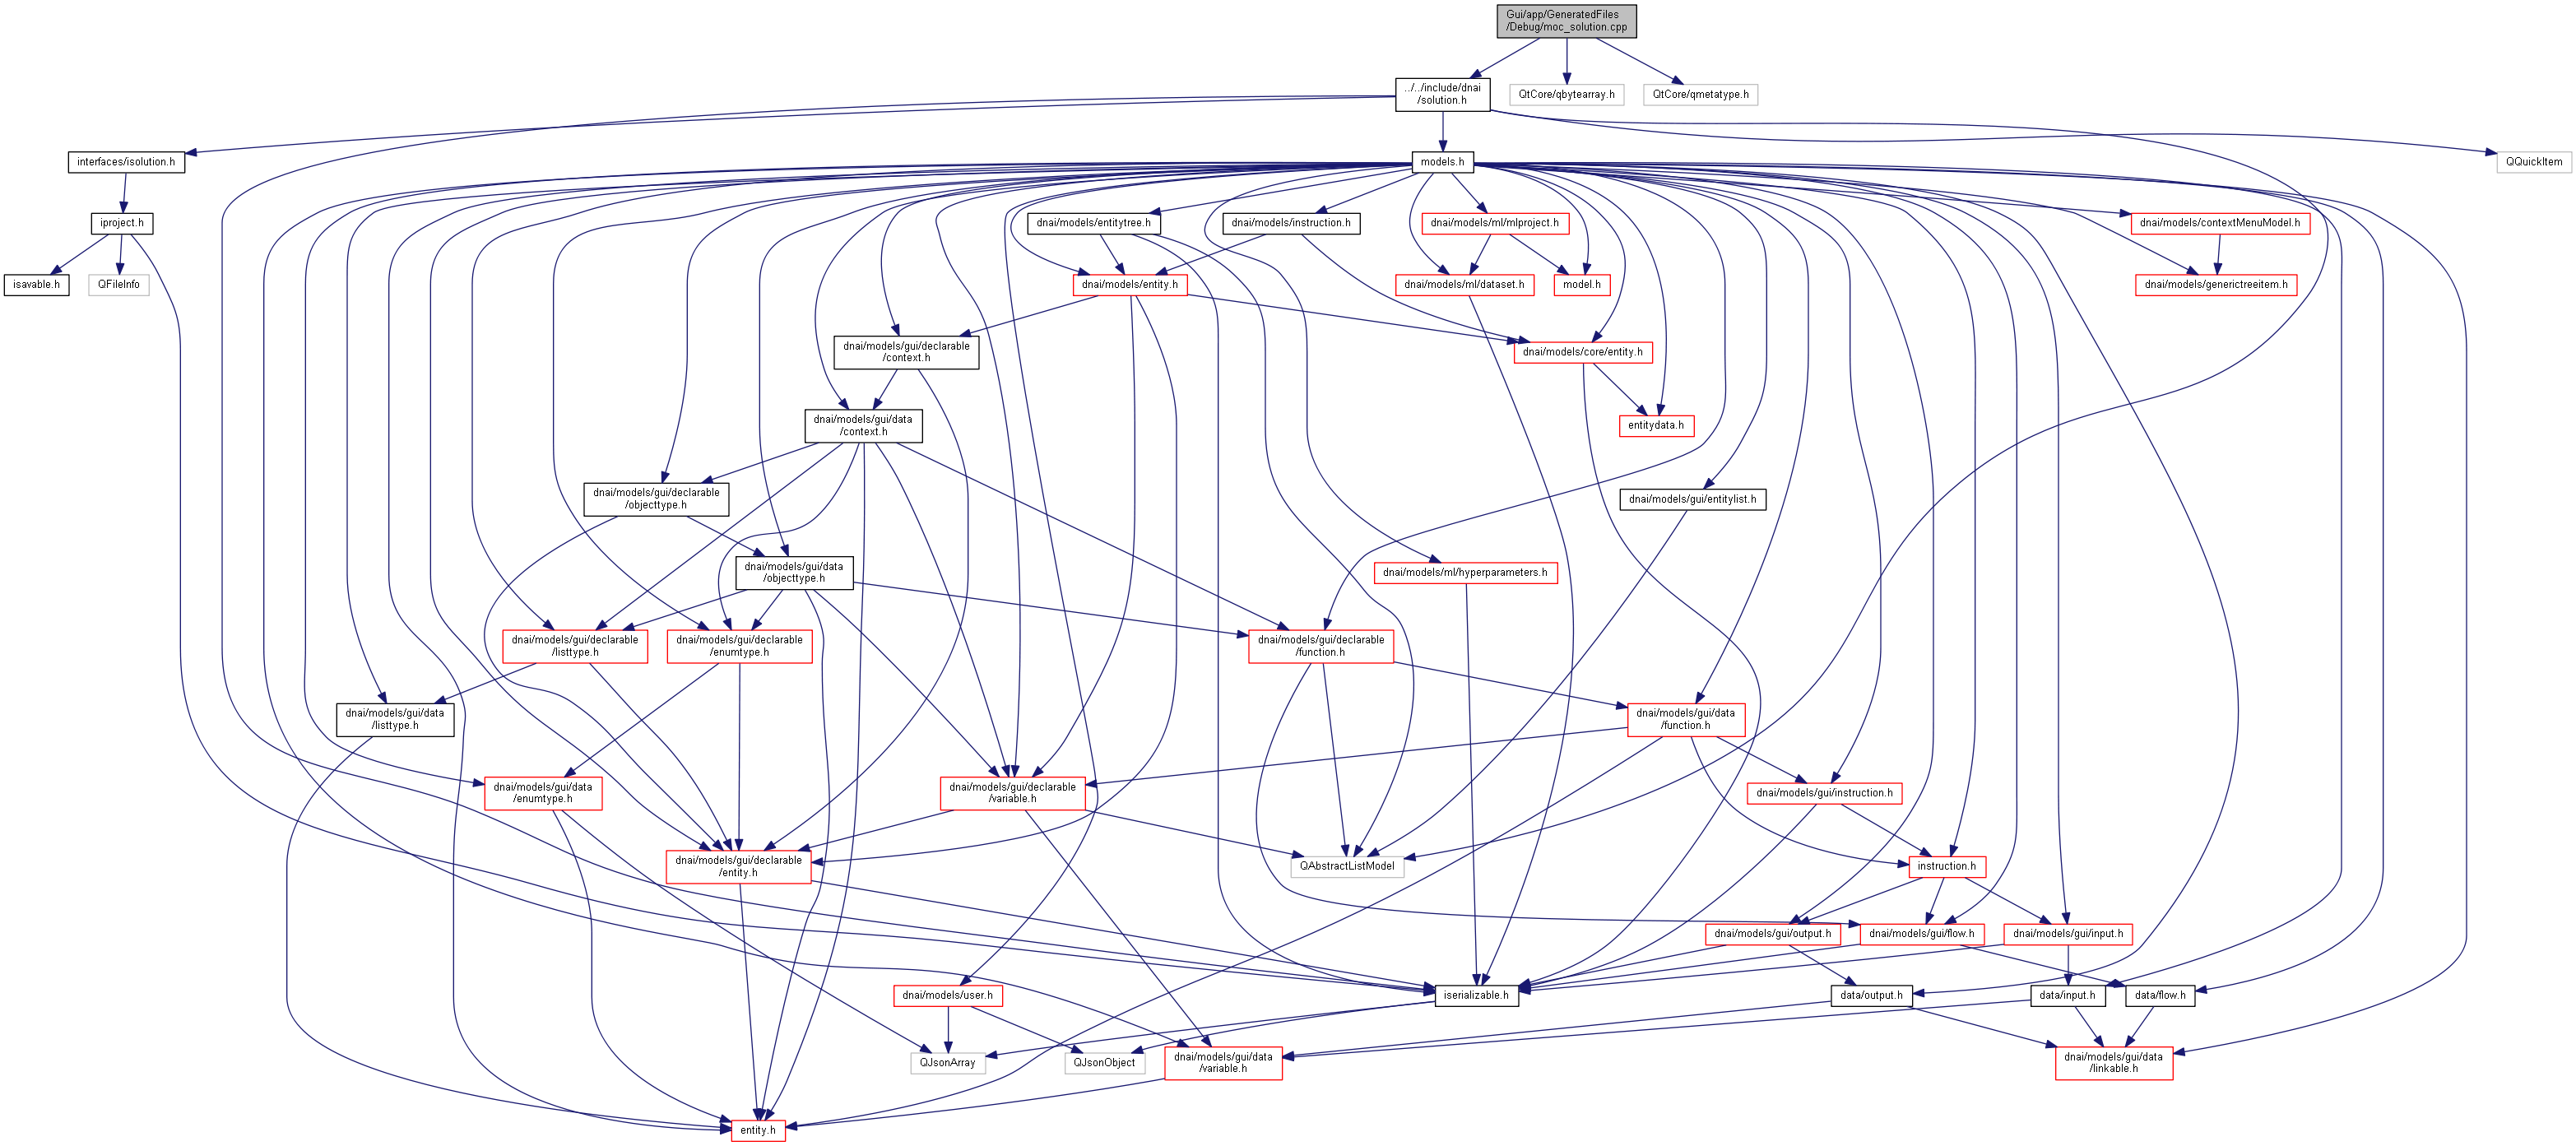 Gui/app/GeneratedFiles
/Debug/moc_solution.cpp
../../include/dnai
/solution.h
QtCore/qbytearray.h
QtCore/qmetatype.h
interfaces/isolution.h
models.h
QQuickItem
iproject.h
dnai/models/entitytree.h
dnai/models/instruction.h
dnai/models/ml/mlproject.h
dnai/models/contextMenuModel.h
isavable.h
QFileInfo
dnai/models/entity.h
dnai/models/ml/dataset.h
model.h
dnai/models/generictreeitem.h
dnai/models/gui/declarable
/context.h
dnai/models/core/entity.h
dnai/models/gui/data
/context.h
entitydata.h
dnai/models/gui/declarable
/objecttype.h
dnai/models/gui/entitylist.h
dnai/models/gui/data
/objecttype.h
dnai/models/ml/hyperparameters.h
dnai/models/gui/declarable
/listtype.h
dnai/models/gui/declarable
/enumtype.h
dnai/models/gui/declarable
/function.h
dnai/models/gui/data
/listtype.h
dnai/models/gui/data
/function.h
dnai/models/gui/data
/enumtype.h
dnai/models/gui/declarable
/variable.h
dnai/models/gui/instruction.h
dnai/models/gui/declarable
/entity.h
QAbstractListModel
instruction.h
dnai/models/gui/output.h
dnai/models/gui/flow.h
dnai/models/gui/input.h
dnai/models/user.h
iserializable.h
data/output.h
data/input.h
data/flow.h
QJsonArray
QJsonObject
dnai/models/gui/data
/variable.h
dnai/models/gui/data
/linkable.h
entity.h